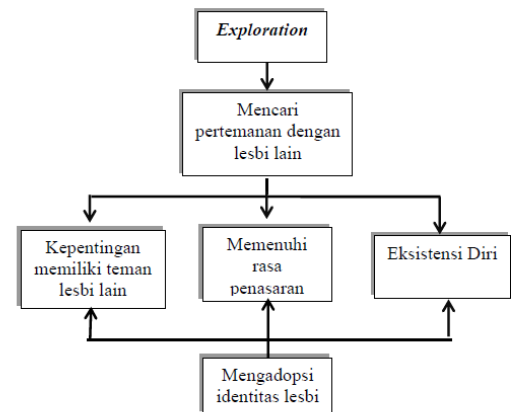 Exploration
Mencari
pertemanan dengan
lesbi lain
Kepentingan
memiliki teman
lesbi lain
Memenuhi
rasa
penasaran
Eksistensi Diri
Mengadopsi
identitas lesbi